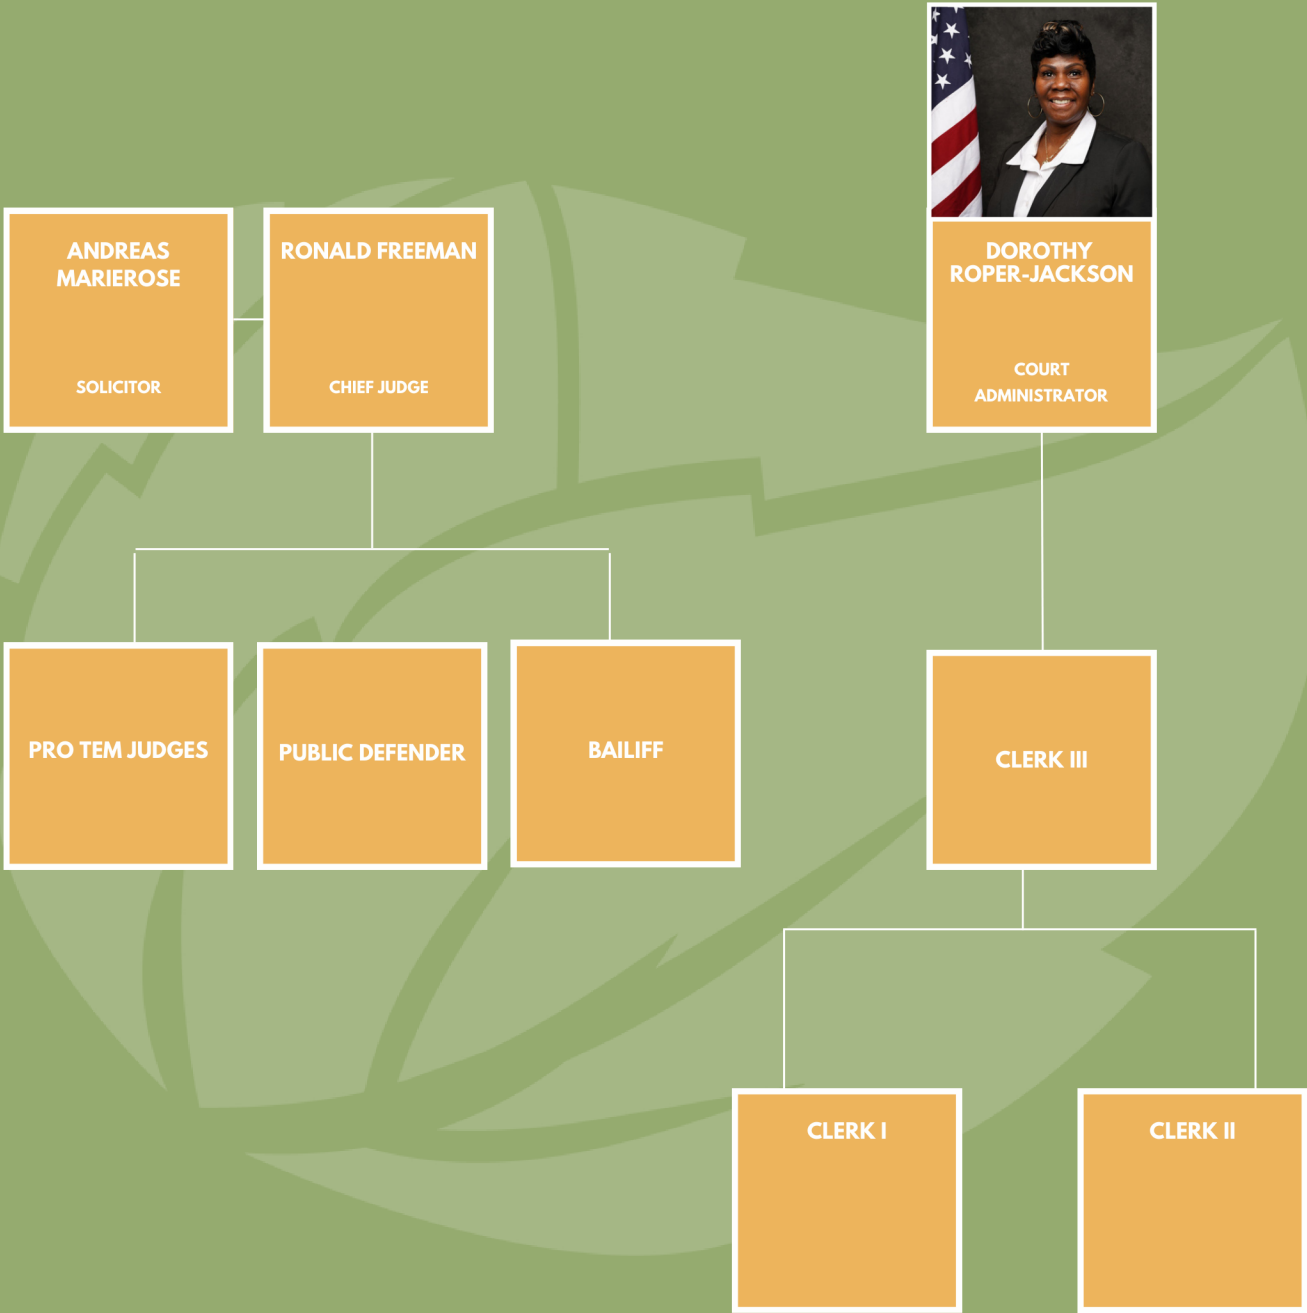 ANDREAS
MARIEROSE
SOLICITOR
RONALD FREEMAN
CHIEF JUDGE
DOROTHY
ROPER-JACKSON
COURT
ADMINISTRATOR
PRO TEM JUDGES
PUBLIC DEFENDER
BAILIFF
CLERK III
CLERK I
CLERK II